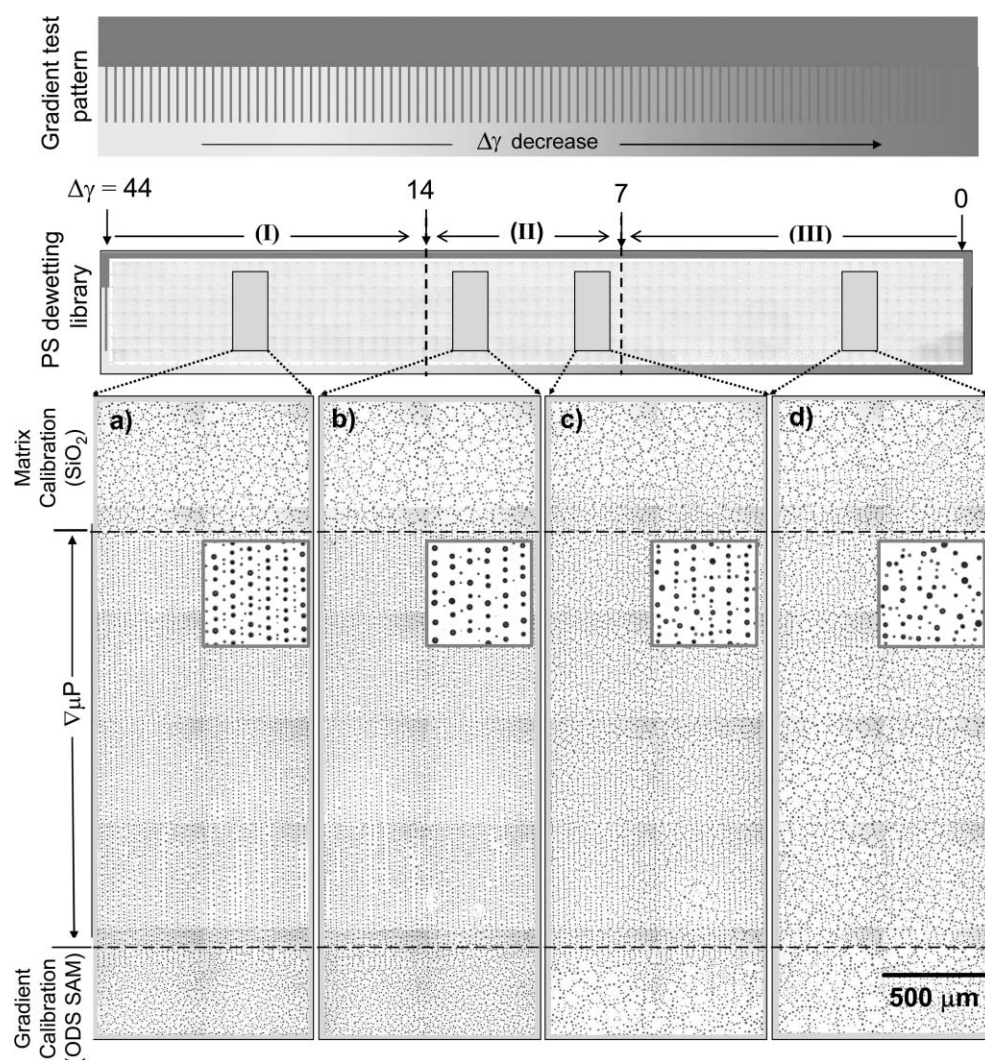 Gradient test
pattern
Δγ decrease
Δγ = 44
14
7
0
(I)
(II)
(III)
PS dewetting
library
a)
b)
c)
d)
Matrix
Calibration
(SiO₂)
∇μP
Gradient
Calibration
(ODS SAM)
500 μm